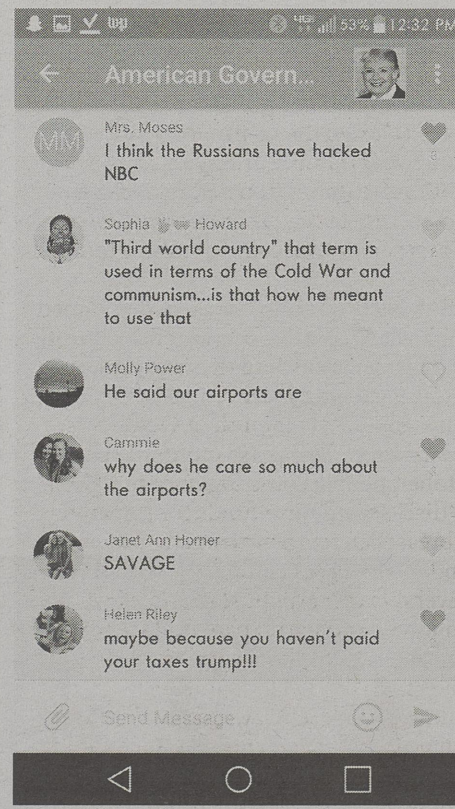 wp 4G 53% 12:32 PM
American Govern...
MM
Mrs. Moses
I think the Russians have hacked
NBC
Sophia Howard
"Third world country" that term is
used in terms of the Cold War and
communism...is that how he meant
to use that
Molly Power
He said our airports are
Cammie
why does he care so much about
the airports?
Janet Ann Horner
SAVAGE
Helen Riley
maybe because you haven't paid
your taxes trump!!!
Send Message